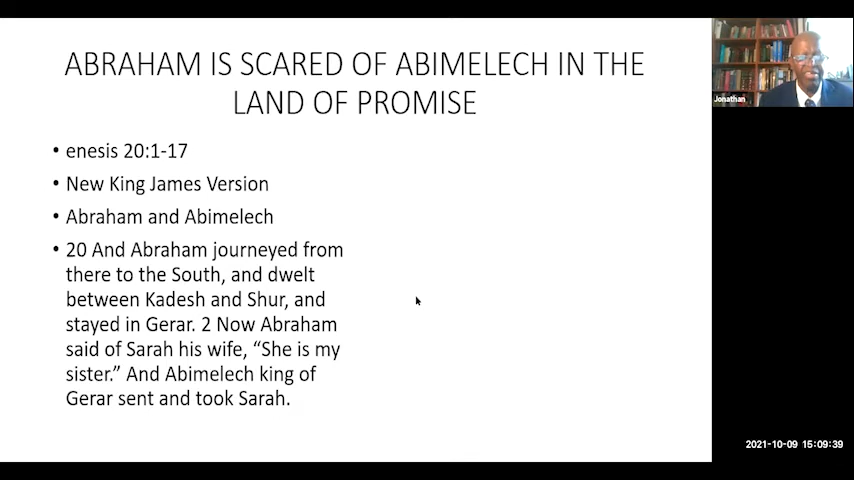 ABRAHAM IS SCARED OF ABIMELECH IN THE
LAND OF PROMISE
• enesis 20:1-17
• New King James Version
• Abraham and Abimelech
• 20 And Abraham journeyed from
there to the South, and dwelt
between Kadesh and Shur, and
stayed in Gerar. 2 Now Abraham
said of Sarah his wife, “She is my
sister.” And Abimelech king of
Gerar sent and took Sarah.
Jonathan
2021-10-09 15:09:39